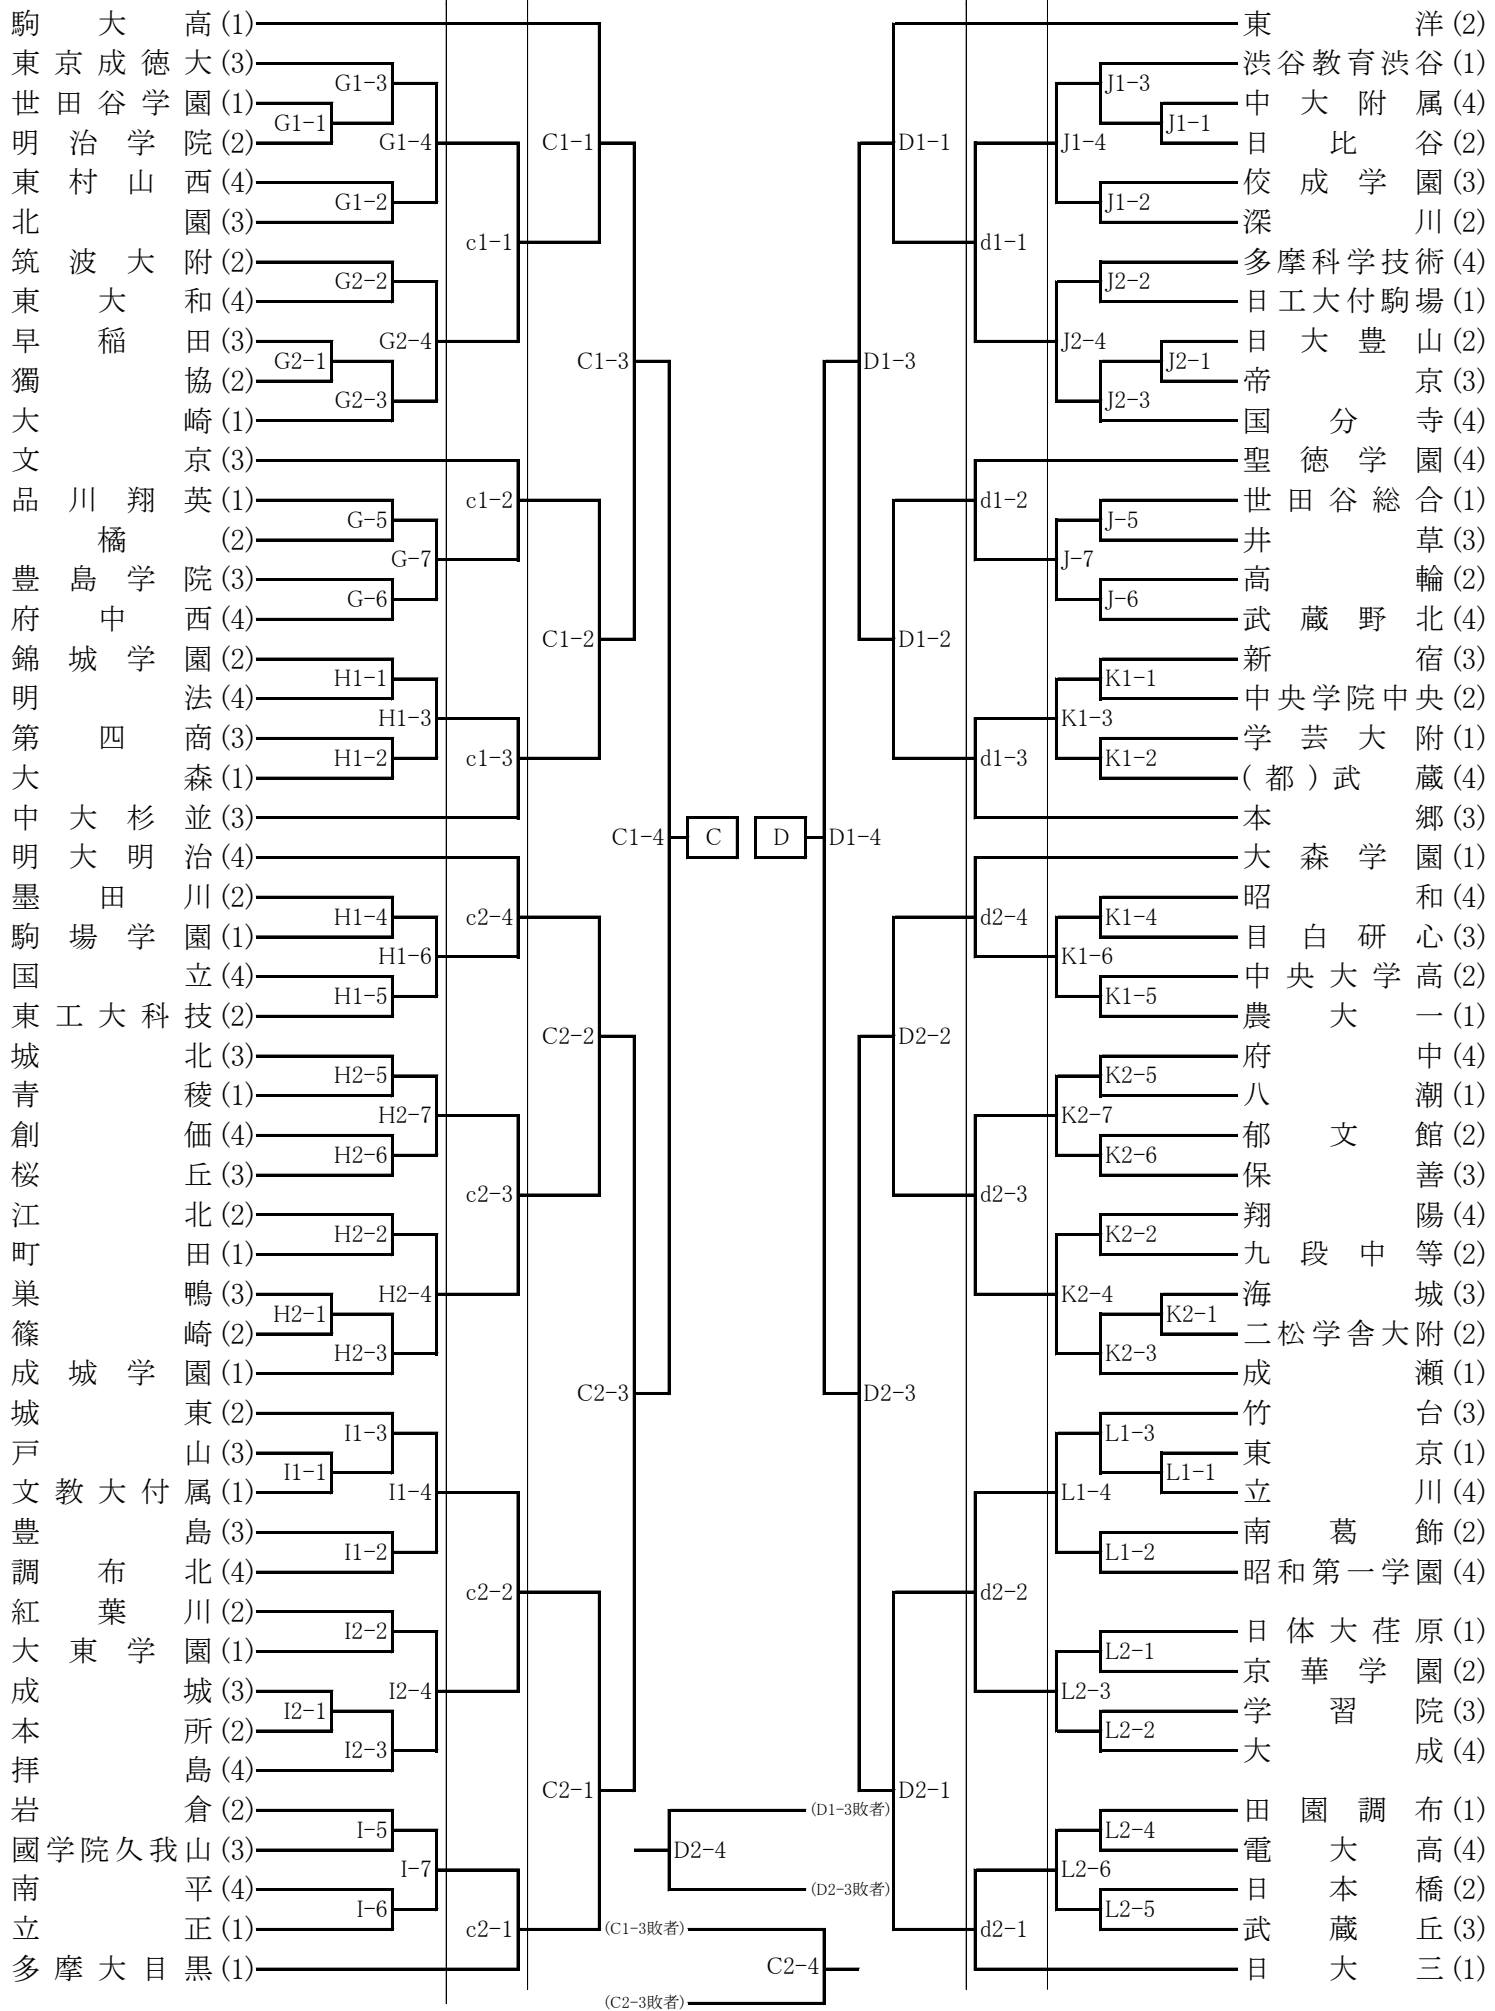 駒大高(1)
東京成徳大(3)
世田谷学園(1)
明治学院(2)
東村山西(4)
北園(3)
筑波大附(2)
東大和(4)
早稲田(3)
獨協(2)
大崎(1)
文京(3)
品川翔英(1)
橘(2)
豊島学院(3)
府中西(4)
錦城学園(2)
明法(4)
第四商(3)
大森(1)
中大杉並(3)
明大明治(4)
墨田川(2)
駒場学園(1)
国立(4)
東工大科技(2)
城北(3)
青稜(1)
創価(4)
桜丘(3)
江北(2)
町田(1)
巣鴨(3)
篠崎(2)
成城学園(1)
城東(2)
戸山(3)
文教大付属(1)
豊島(3)
調布北(4)
紅葉川(2)
大東学園(1)
成城(3)
本所(2)
拝島(4)
岩倉(2)
國学院久我山(3)
南平(4)
立正(1)
多摩大目黒(1)
G1-1
G1-3
G1-2
G1-4
G2-2
G2-1
G2-3
G2-4
G-5
G-6
G-7
H1-1
H1-2
H1-3
H1-4
H1-5
H1-6
H2-5
H2-6
H2-7
H2-2
H2-1
H2-3
H2-4
I1-3
I1-1
I1-2
I1-4
I2-2
I2-1
I2-3
I2-4
I-5
I-6
I-7
c1-1
c1-2
c1-3
c2-4
c2-3
c2-2
c2-1
C1-1
C1-2
C2-2
C2-1
C1-3
C2-3
C1-4
C
D
D1-4
D1-3
D2-3
D1-1
D1-2
D2-2
D2-1
d1-1
d1-2
d1-3
d2-4
d2-3
d2-2
d2-1
J1-3
J1-1
J1-2
J1-4
J2-2
J2-1
J2-3
J2-4
J-5
J-6
J-7
K1-1
K1-2
K1-3
K1-4
K1-5
K1-6
K2-5
K2-6
K2-7
K2-2
K2-1
K2-3
K2-4
L1-3
L1-1
L1-2
L1-4
L2-1
L2-2
L2-3
L2-4
L2-5
L2-6
東洋(2)
渋谷教育渋谷(1)
中大附属(4)
日比谷(2)
佼成学園(3)
深川(2)
多摩科学技術(4)
日工大付駒場(1)
日大豊山(2)
帝京(3)
国分寺(4)
聖徳学園(4)
世田谷総合(1)
井草(3)
高輪(2)
武蔵野北(4)
新宿(3)
中央学院中央(2)
学芸大附(1)
(都)武蔵(4)
本郷(3)
大森学園(1)
昭和(4)
目白研心(3)
中央大学高(2)
農大一(1)
府中(4)
八潮(1)
郁文館(2)
保善(3)
翔陽(4)
九段中等(2)
海城(3)
二松学舎大附(2)
成瀬(1)
竹台(3)
東京(1)
立川(4)
南葛飾(2)
昭和第一学園(4)
日体大荏原(1)
京華学園(2)
学習院(3)
大成(4)
田園調布(1)
電大高(4)
日本橋(2)
武蔵丘(3)
日大三(1)
(D1-3敗者)
D2-4
(D2-3敗者)
(C1-3敗者)
C2-4
(C2-3敗者)